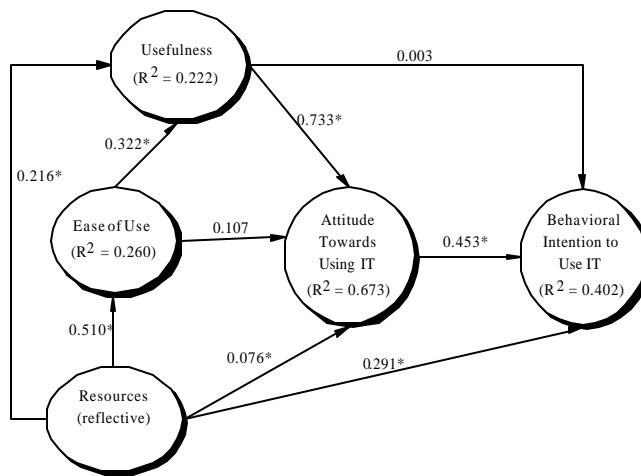 Usefulness
(R2 = 0.222)
0.003
0.322*
0.733*
0.216*
Ease of Use
(R2 = 0.260)
0.107
Attitude
Towards
Using IT
(R2 = 0.673)
0.453*
Behavioral
Intention to
Use IT
(R2 = 0.402)
0.510*
0.076*
0.291*
Resources
(reflective)